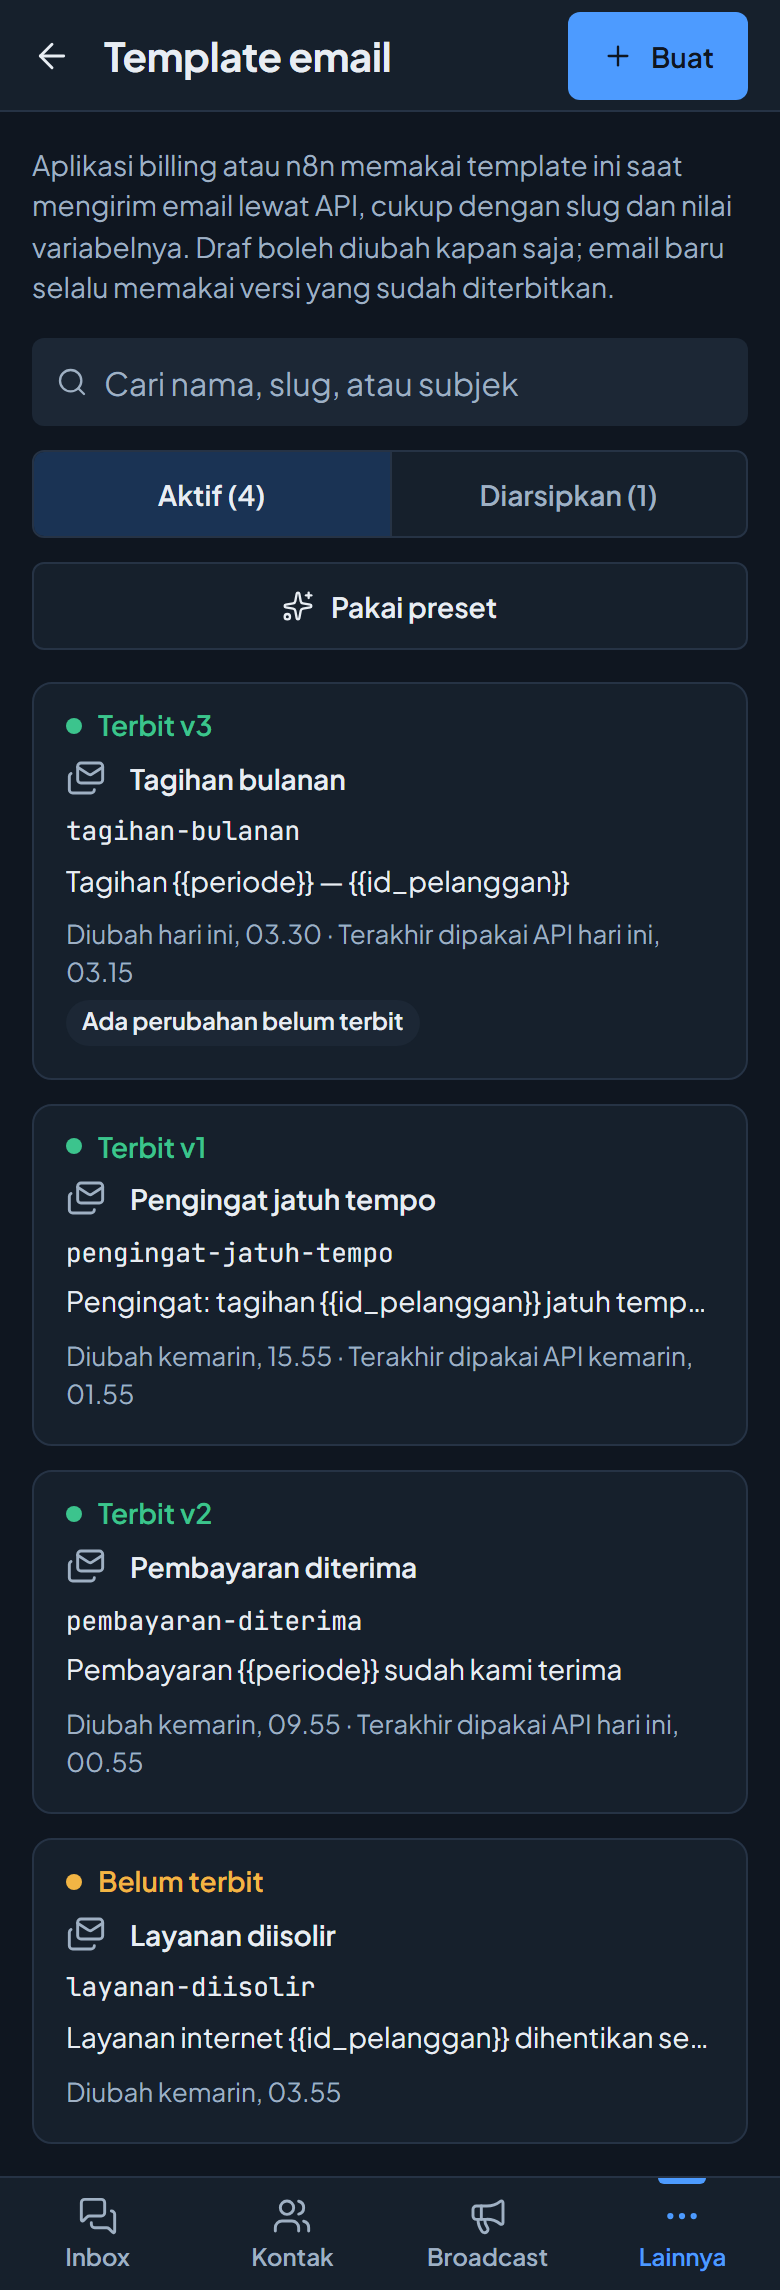 Template email
Buat
Aplikasi billing atau n8n memakai template ini saat
mengirim email lewat API, cukup dengan slug dan nilai
variabelnya. Draf boleh diubah kapan saja; email baru
selalu memakai versi yang sudah diterbitkan.
Cari nama, slug, atau subjek
Aktif (4)
Diarsipkan (1)
Pakai preset
Terbit v3
Tagihan bulanan
tagihan-bulanan
Tagihan {{periode}} — {{id_pelanggan}}
Diubah hari ini, 03.30 · Terakhir dipakai API hari ini,
03.15
Ada perubahan belum terbit
Terbit v1
Pengingat jatuh tempo
pengingat-jatuh-tempo
Pengingat: tagihan {{id_pelanggan}} jatuh temp...
Diubah kemarin, 15.55 · Terakhir dipakai API kemarin,
01.55
Terbit v2
Pembayaran diterima
pembayaran-diterima
Pembayaran {{periode}} sudah kami terima
Diubah kemarin, 09.55 · Terakhir dipakai API hari ini,
00.55
Belum terbit
Layanan diisolir
layanan-diisolir
Layanan internet {{id_pelanggan}} dihentikan se...
Diubah kemarin, 03.55
Inbox
Kontak
Broadcast
Lainnya